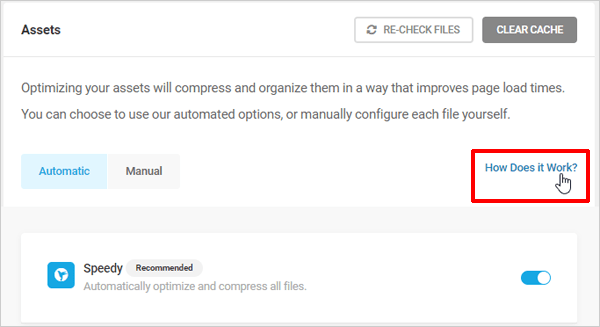 Assets
RE-CHECK FILES
CLEAR CACHE
Optimizing your assets will compress and organize them in a way that improves page load times.
You can choose to use our automated options, or manually configure each file yourself.
Automatic
Manual
How Does it Work?
Speedy
Recommended
Automatically optimize and compress all files.